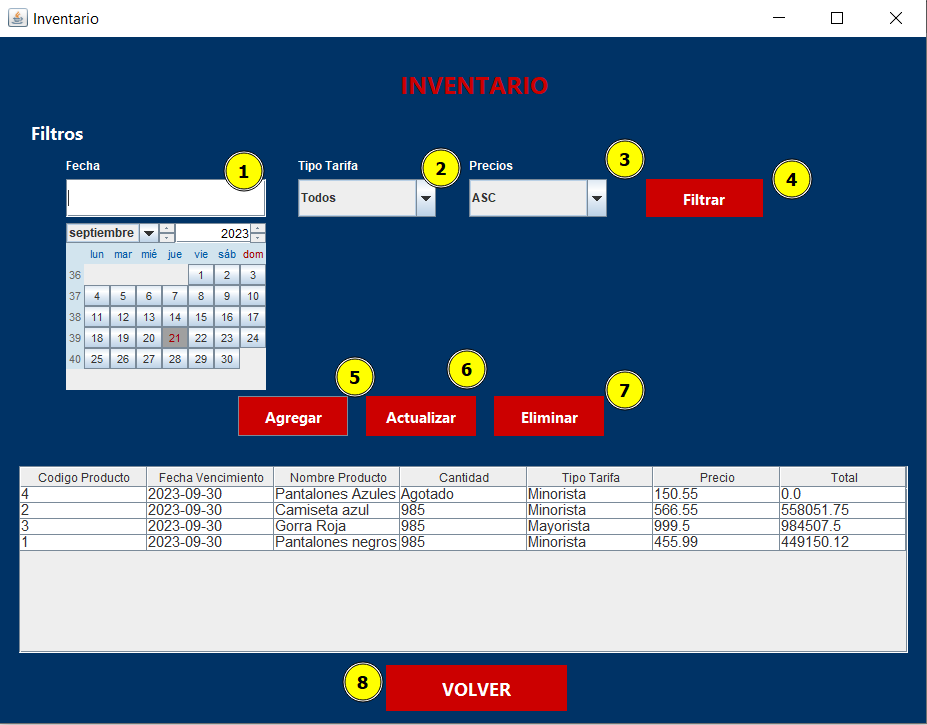 Inventario
INVENTARIO
Filtros
Fecha 1 Tipo Tarifa 2 Precios 3
Todos ASC Filtrar 4
septiembre 2023
lun mar mié jue vie sáb dom
36 1 2 3
37 4 5 6 7 8 9 10
38 11 12 13 14 15 16 17
39 18 19 20 21 22 23 24
40 25 26 27 28 29 30
5 6 7
Agregar Actualizar Eliminar
Codigo Producto Fecha Vencimiento Nombre Producto Cantidad Tipo Tarifa Precio Total
4 2023-09-30 Pantalones Azules Agotado Minorista 150.55 0.0
2 2023-09-30 Camiseta azul 985 Minorista 566.55 558051.75
3 2023-09-30 Gorra Roja 985 Mayorista 999.5 984507.5
1 2023-09-30 Pantalones negros 985 Minorista 455.99 449150.12
8 VOLVER